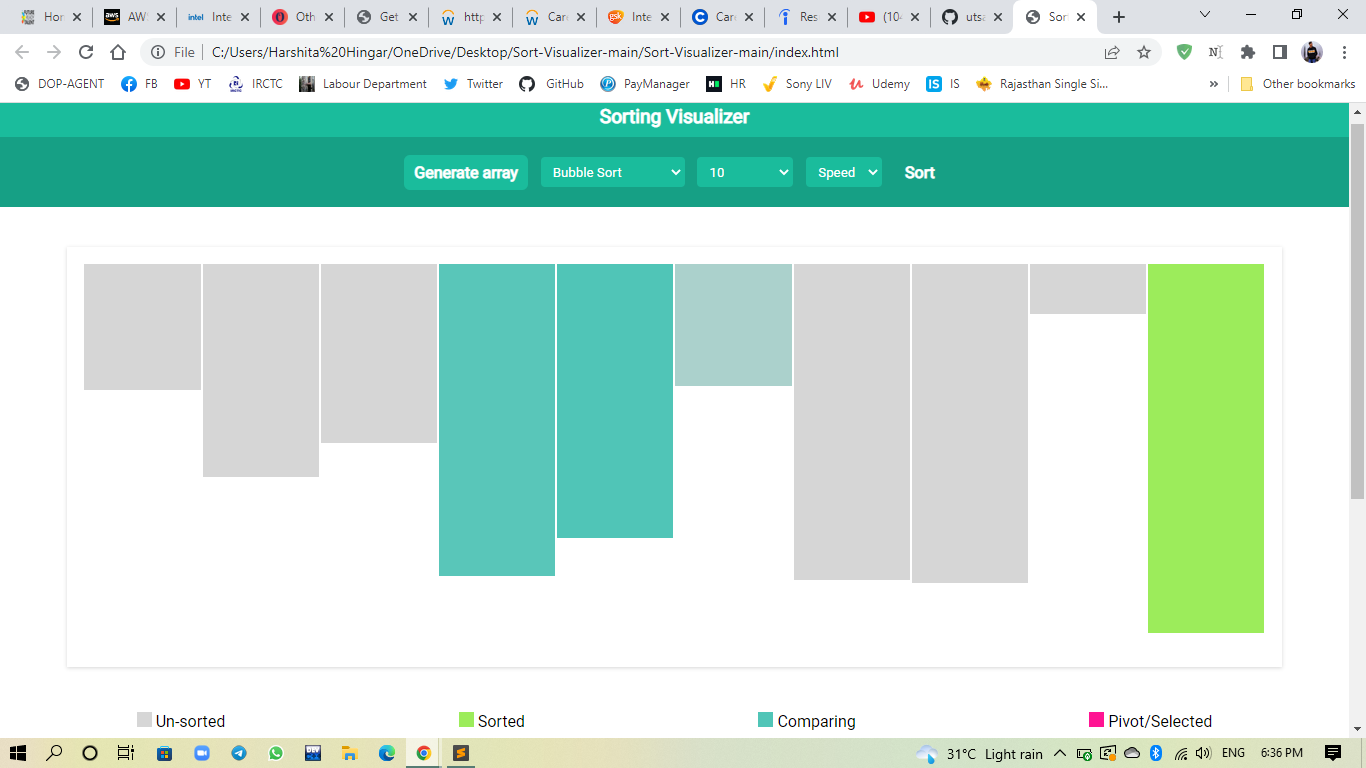 Hor
AW
Inte
Oth
Get
http
Card
Inte
Card
Res
(104
utsa
Sor
File
C:/Users/Harshita%20Hingar/OneDrive/Desktop/Sort-Visualizer-main/Sort-Visualizer-main/index.html
DOP-AGENT FB YT IRCTC Labour Department Twitter GitHub PayManager HR Sony LIV Udemy IS Rajasthan Single Si... » Other bookmarks
Sorting Visualizer
Generate array Bubble Sort 10 Speed Sort
Un-sorted Sorted Comparing Pivot/Selected
31°C Light rain ENG 6:36 PM